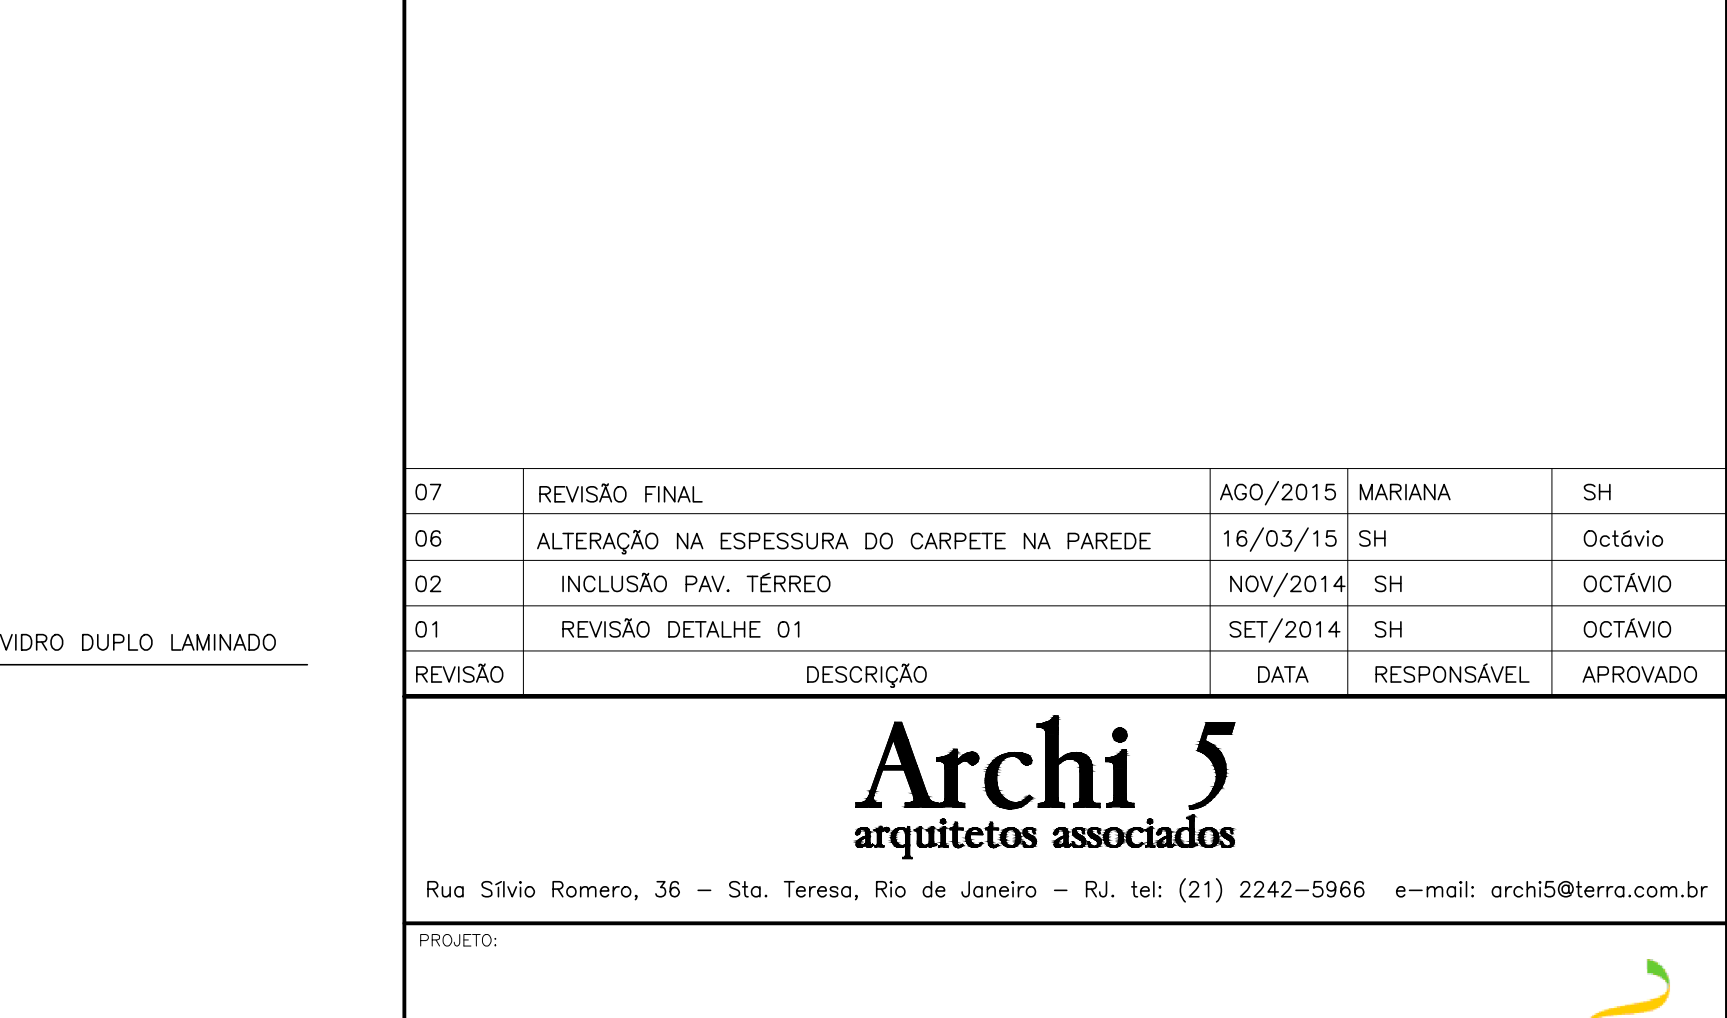 07 REVISÃO FINAL AGO/2015 MARIANA SH
06 ALTERAÇÃO NA ESPESSURA DO CARPETE NA PAREDE 16/03/15 SH Octávio
02 INCLUSÃO PAV. TÉRREO NOV/2014 SH OCTÁVIO
01 REVISÃO DETALHE 01 SET/2014 SH OCTÁVIO
VIDRO DUPLO LAMINADO
REVISÃO DESCRIÇÃO DATA RESPONSÁVEL APROVADO
Archi 5
arquitetos associados
Rua Sílvio Romero, 36 – Sta. Teresa, Rio de Janeiro – RJ. tel: (21) 2242–5966 e–mail: archi5@terra.com.br
PROJETO: